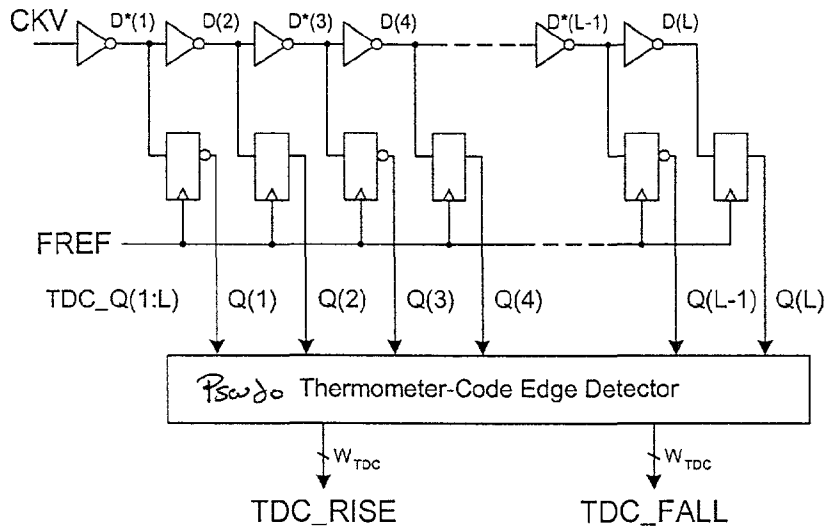 CKV D*(1) D(2) D*(3) D(4) D*(L-1) D(L)
FREF
TDC_Q(1:L) Q(1) Q(2) Q(3) Q(4) Q(L-1) Q(L)
Pseudo Thermometer-Code Edge Detector
W_TDC W_TDC
TDC_RISE TDC_FALL